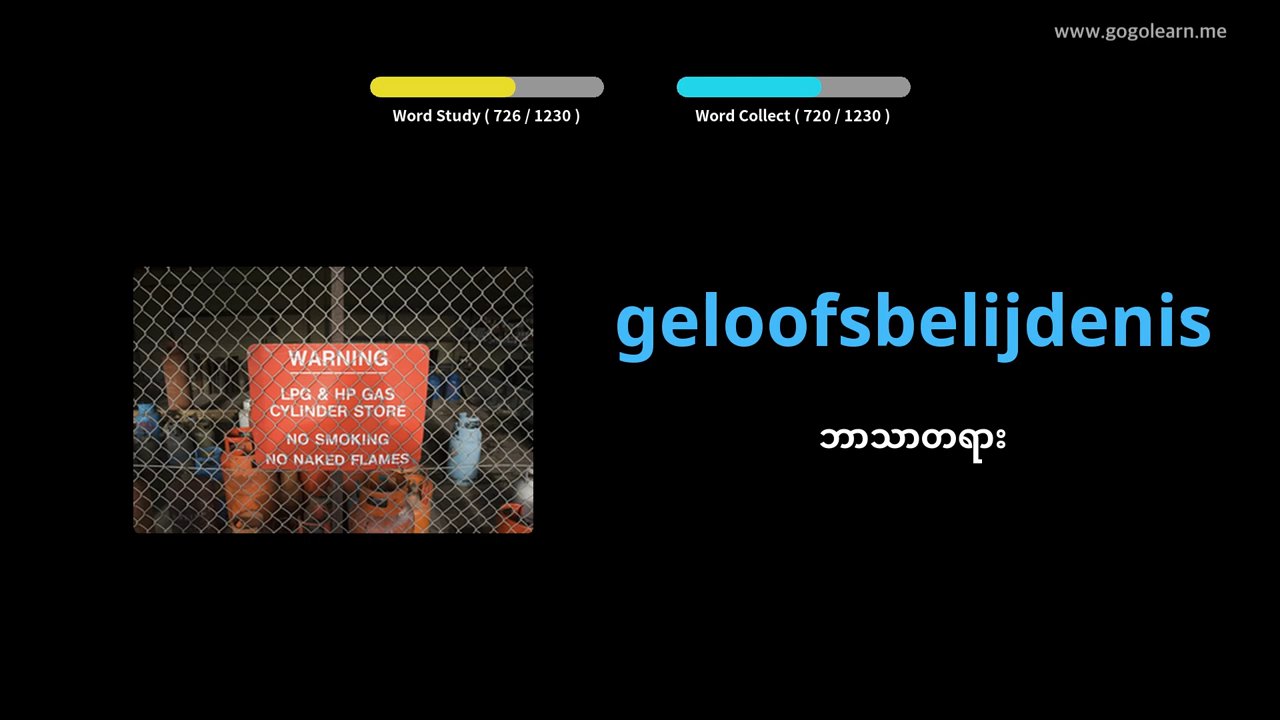 www.gogolearn.me
Word Study ( 726 / 1230 )
Word Collect ( 720 / 1230 )
WARNING
LPG & HP GAS
CYLINDER STORE
NO SMOKING
NO NAKED FLAMES
geloofsbelijdenis
ဘာသာတရား